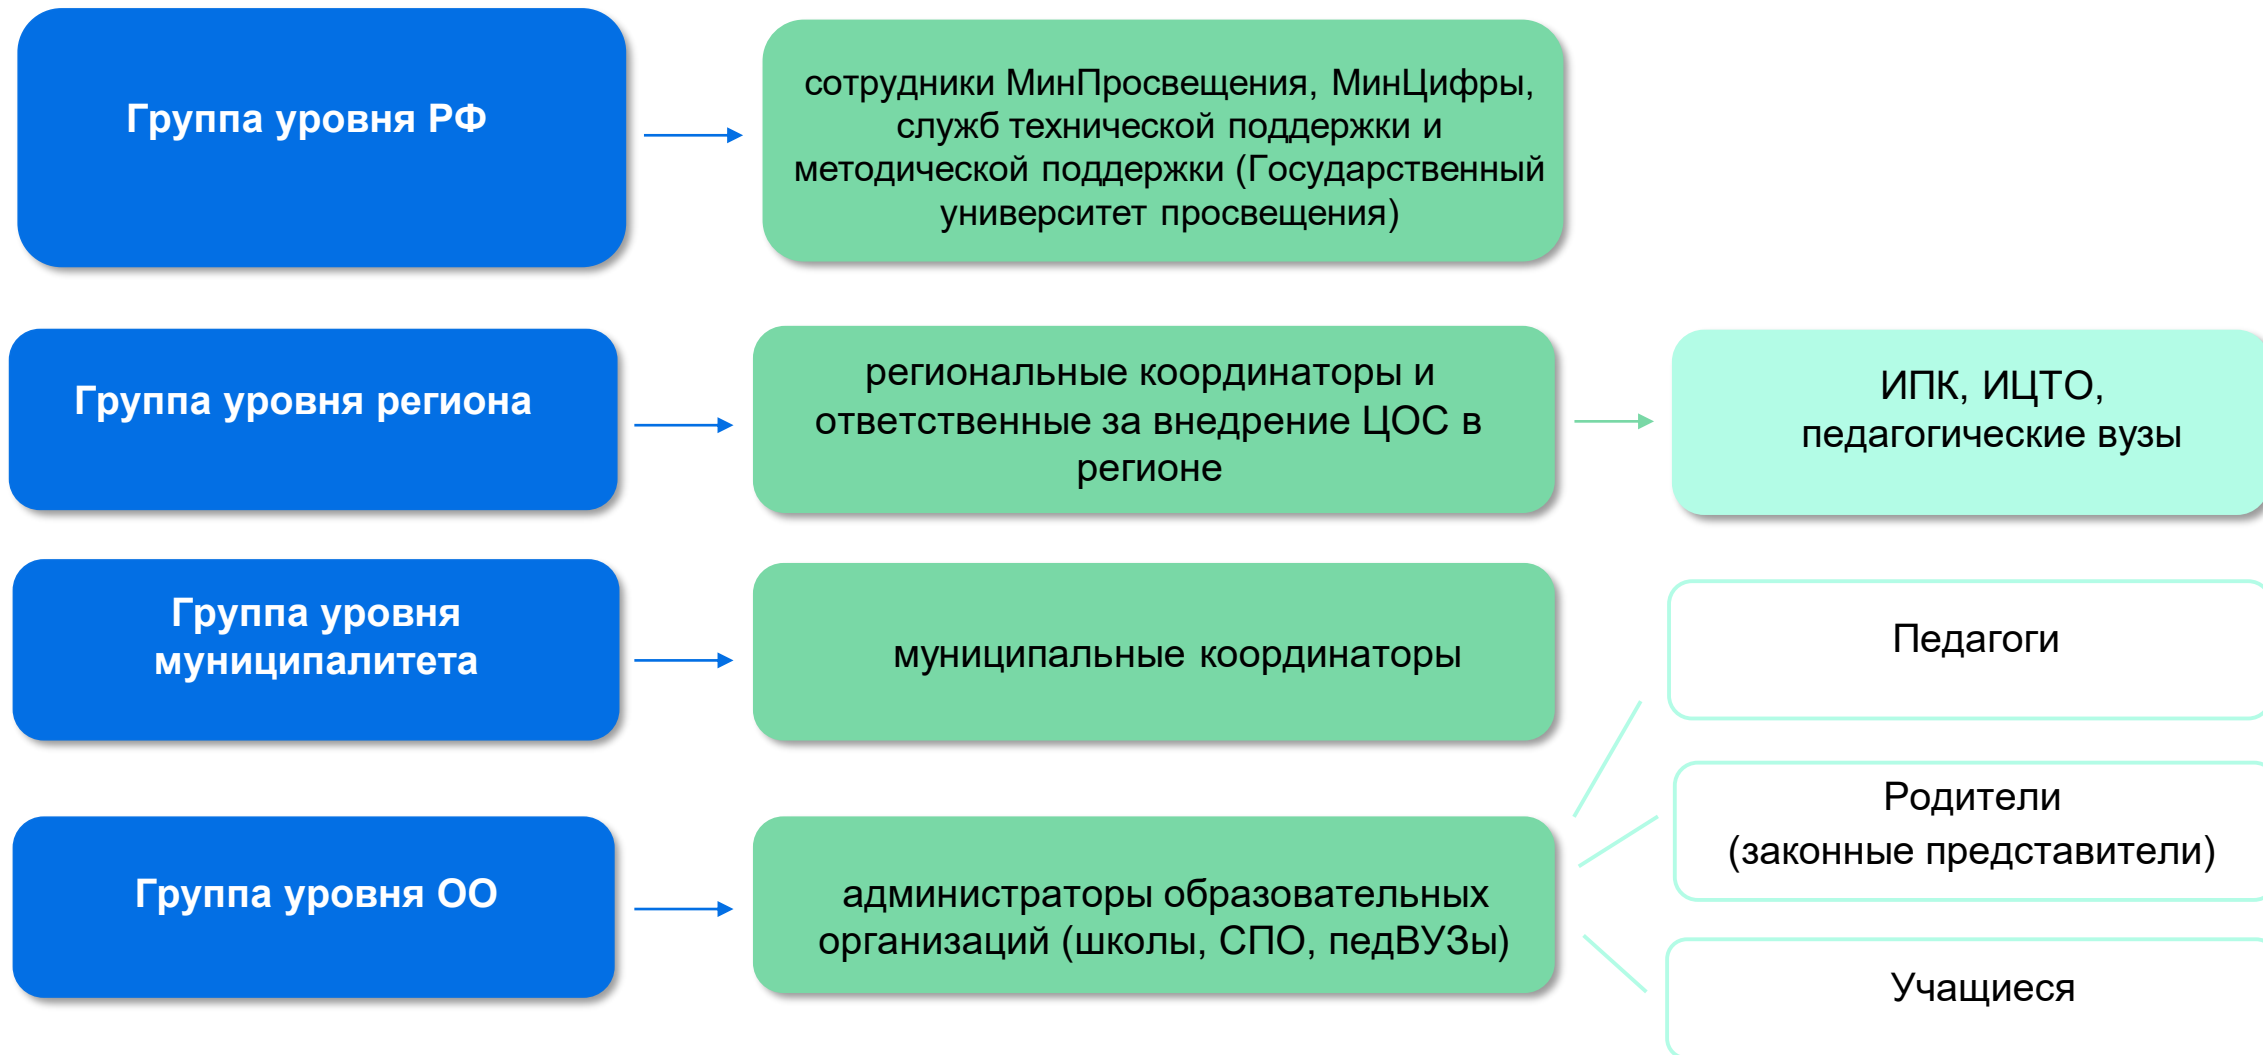 Группа уровня РФ
сотрудники МинПросвещения, МинЦифры,
служб технической поддержки и
методической поддержки (Государственный
университет просвещения)
Группа уровня региона
региональные координаторы и
ответственные за внедрение ЦОС в
регионе
ИПК, ИЦТО,
педагогические вузы
Группа уровня
муниципалитета
муниципальные координаторы
Педагоги
Родители
(законные представители)
Группа уровня ОО
администраторы образовательных
организаций (школы, СПО, педВУЗы)
Учащиеся